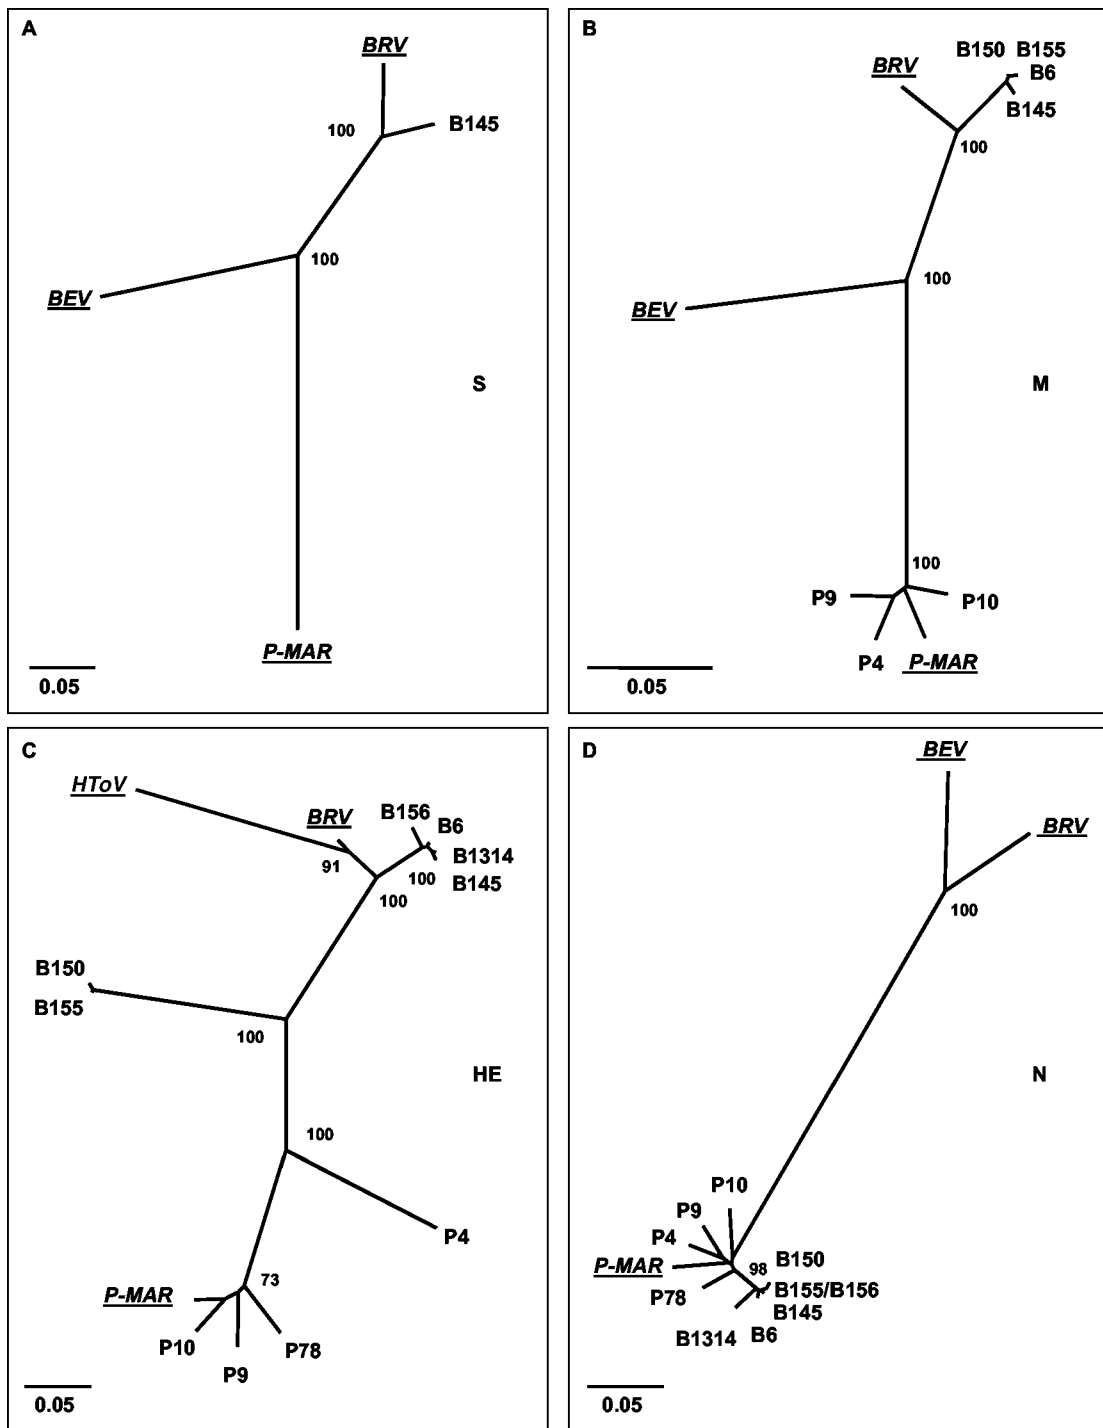 A
BRV
100
B145
100
BEV
S
P-MAR
0.05
B
B150 B155
BRV
B6
B145
100
100
BEV
M
100
P9
P10
P4
P-MAR
0.05
C
HToV
BRV
B156
B6
B1314
91
100
B145
100
B150
B155
100
HE
100
P4
73
P-MAR
P10
P78
P9
0.05
D
BEV
BRV
100
N
P10
P9
P4
B150
P-MAR
98
B155/B156
P78
B145
B1314
B6
0.05